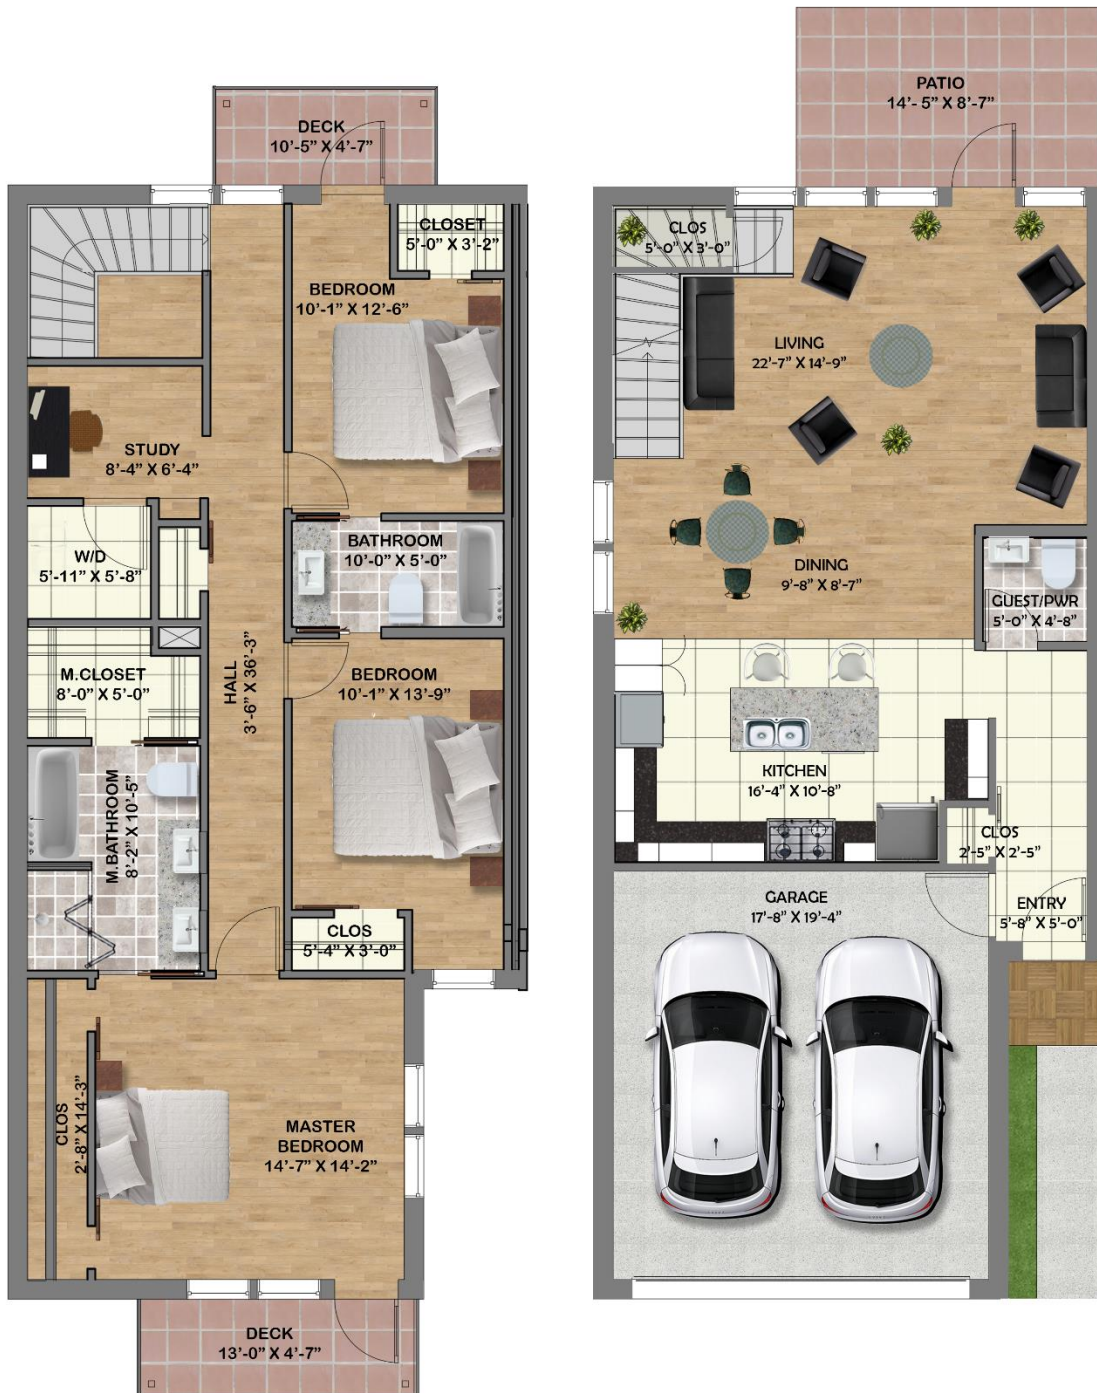 DECK
10'-5" X 4'-7"
CLOSET
5'-0" X 3'-2"
BEDROOM
10'-1" X 12'-6"
STUDY
8'-4" X 6'-4"
W/D
5'-11" X 5'-8"
BATHROOM
10'-0" X 5'-0"
M.CLOSET
8'-0" X 5'-0"
HALL
3'-6" X 36'-3"
BEDROOM
10'-1" X 13'-9"
M.BATHROOM
8'-2" X 10'-5"
CLOS
5'-4" X 3'-0"
CLOS
2'-8" X 14'-3"
MASTER
BEDROOM
14'-7" X 14'-2"
DECK
13'-0" X 4'-7"
PATIO
14'- 5" X 8'-7"
CLOS
5'-0" X 3'-0"
LIVING
22'-7" X 14'-9"
DINING
9'-8" X 8'-7"
GUEST/PWR
5'-0" X 4'-8"
KITCHEN
16'-4" X 10'-8"
CLOS
2'-5" X 2'-5"
GARAGE
17'-8" X 19'-4"
ENTRY
5'-8" X 5'-0"